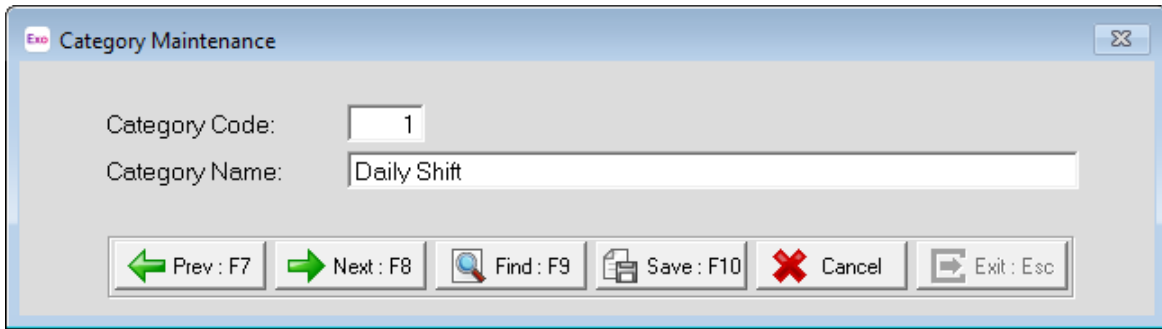 Exo Category Maintenance
Category Code: 1
Category Name: Daily Shift
Prev : F7 Next : F8 Find : F9 Save : F10 Cancel Exit : Esc